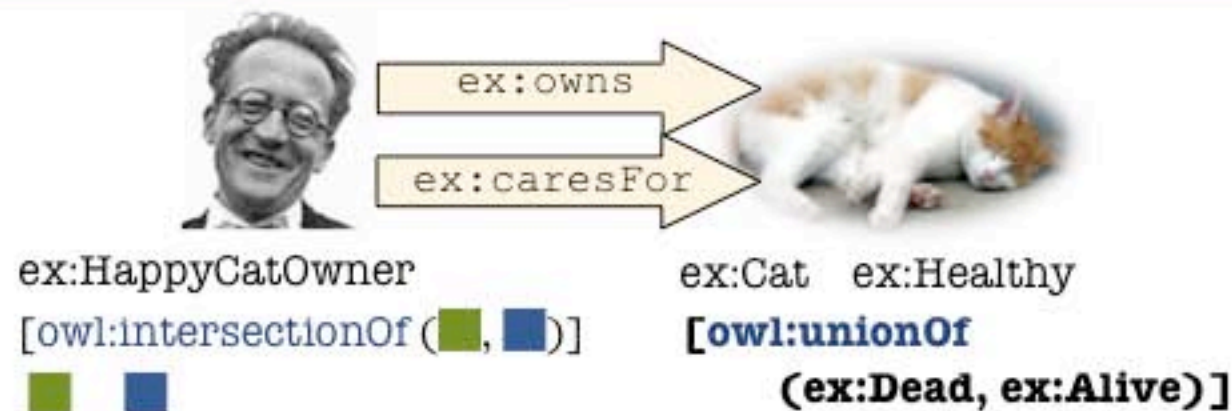 ex:owns
ex:caresFor
ex:HappyCatOwner
[owl:intersectionOf ( , )]
ex:Cat ex:Healthy
[owl:unionOf
(ex:Dead, ex:Alive)]